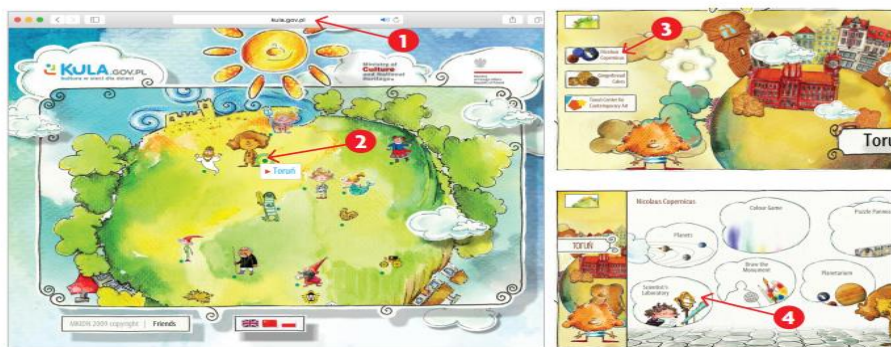 kula.gov.pl
1
KULA.GOV.PL
kultura w sieci dla dzieci
Ministry of
Culture
and National
Heritage
2
Toruń
MKiDN 2009 copyright | Friends
3
Nicolaus
Copernicus
Gingerbread
Cakes
Toruń Centre for
Contemporary Art
Toru
Nicolaus Copernicus
TORUŃ
Planets
Colour Game
Puzzle Pictures
Draw the
Monument
Planetarium
Scientist's
Laboratory
4